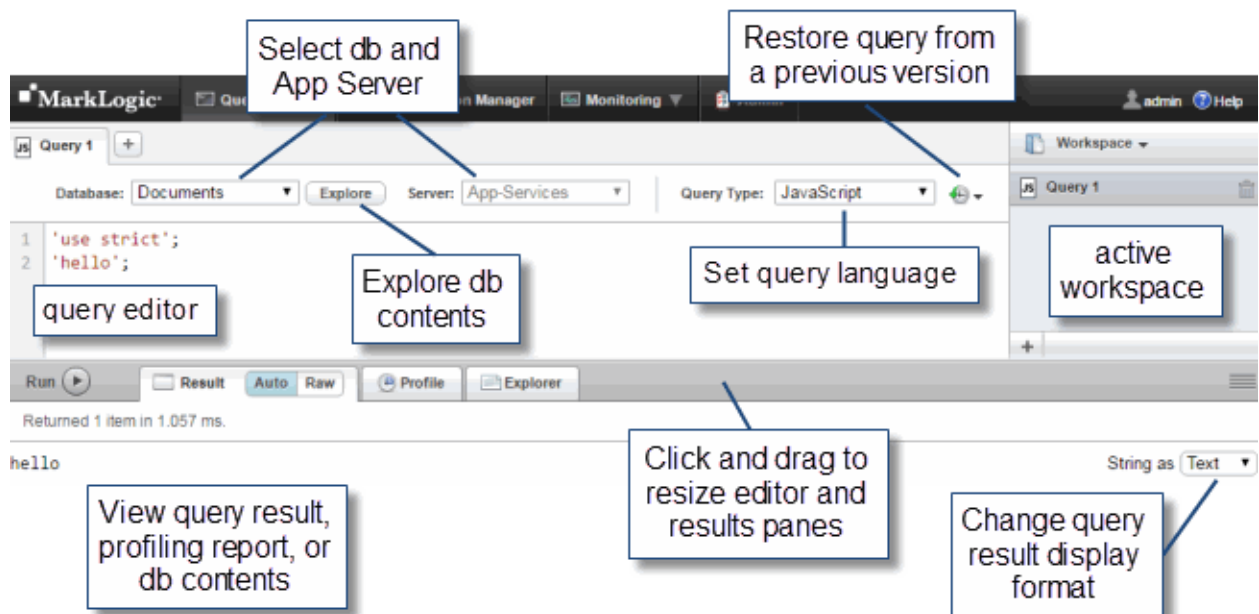 Select db and
App Server
Restore query from
a previous version
MarkLogic
Manager
Monitoring
admin
Help
JS Query 1 +
Workspace
Database: Documents Explore Server: App-Services Query Type: JavaScript
JS Query 1
1 'use strict';
2 'hello';
query editor
Explore db
contents
Set query language
active
workspace
+
Run Result Auto Raw Profile Explorer
Returned 1 item in 1.057 ms.
hello
String as Text
View query result,
profiling report, or
db contents
Click and drag to
resize editor and
results panes
Change query
result display
format